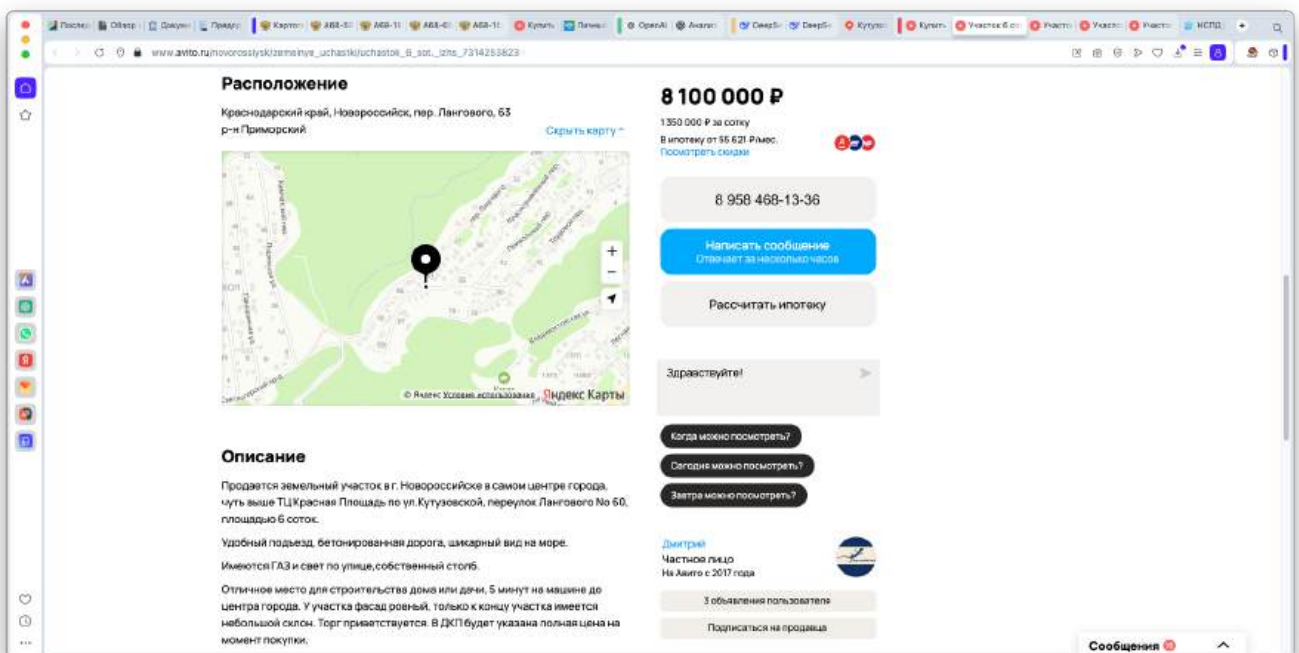 www.avito.ru/novorossiysk/zemelnye_uchastki/uchastok_6_sot._izhs_7314253823
Расположение
Краснодарский край, Новороссийск, пер. Лангового, 63
р-н Приморский
Скрыть карту
© Яндекс Условия использования Яндекс Карты
Описание
Продается земельный участок в г. Новороссийске в самом центре города,
чуть выше ТЦ Красная Площадь по ул.Кутузовской, переулок Лангового No 60,
площадью 6 соток.
Удобный подъезд, бетонированная дорога, шикарный вид на море.
Имеются ГАЗ и свет по улице,собственный столб.
Отличное место для строительства дома или дачи, 5 минут на машине до
центра города. У участка фасад ровный, только к концу участка имеется
небольшой склон. Торг приветствуется. В ДКП будет указана полная цена на
момент покупки.
8 100 000 ₽
1 350 000 ₽ за сотку
В ипотеку от 55 621 ₽/мес.
Посмотреть скидки
8 958 468-13-36
Написать сообщение
Отвечает за несколько часов
Рассчитать ипотеку
Здравствуйте!
Когда можно посмотреть?
Сегодня можно посмотреть?
Завтра можно посмотреть?
Дмитрий
Частное лицо
На Авито с 2017 года
3 объявления пользователя
Подписаться на продавца
Сообщения